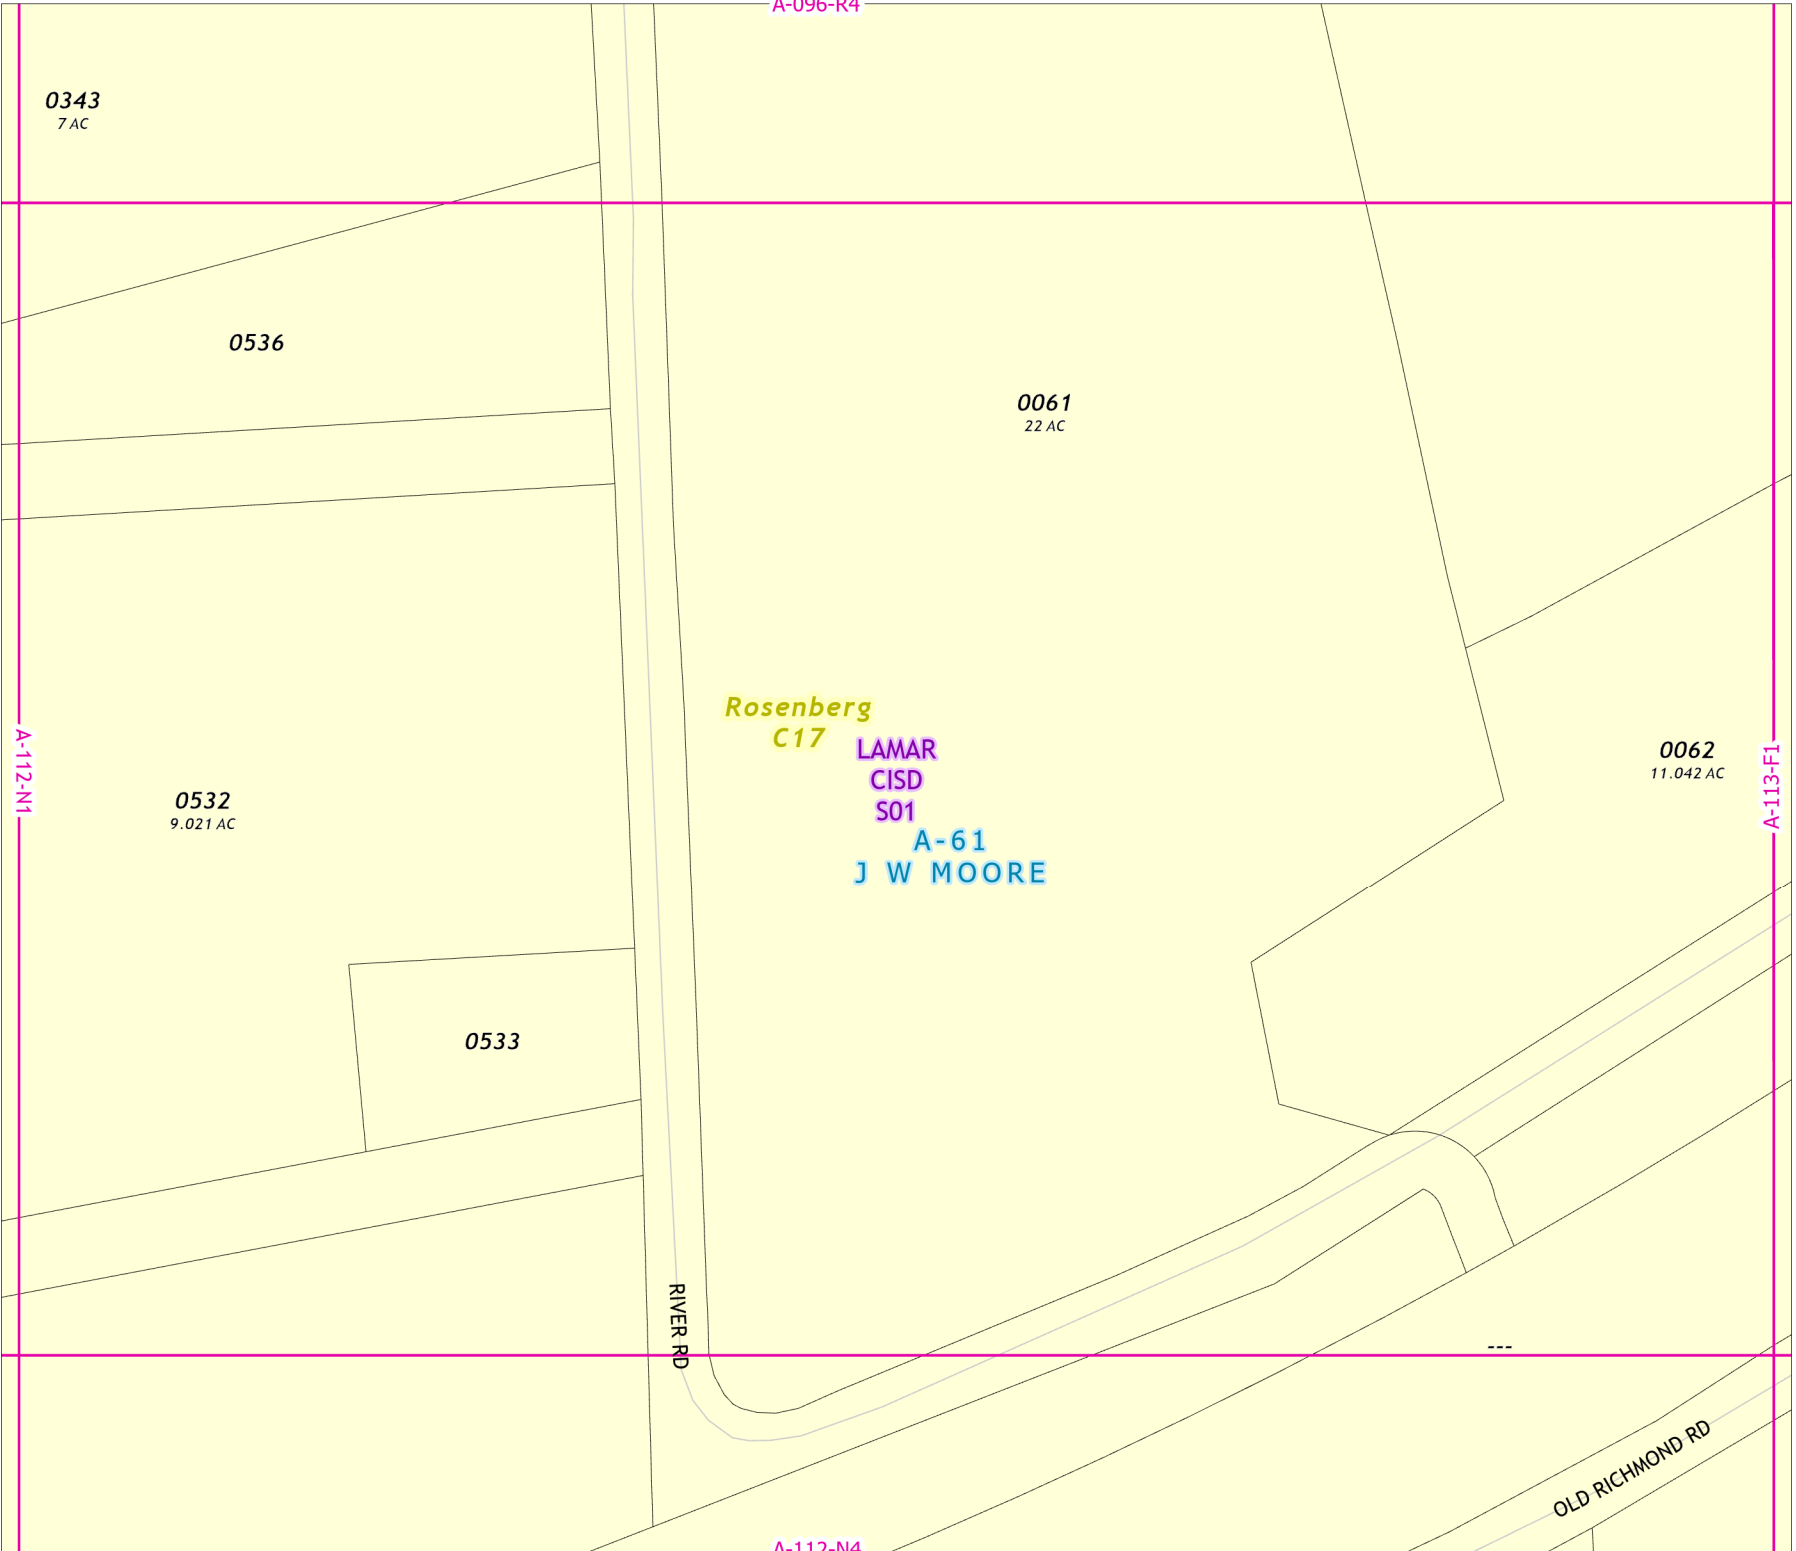 A-096-R4
0343
7 AC
0536
0061
22 AC
Rosenberg
C17
LAMAR
CISD
S01
A-61
J W MOORE
A-112-N1
0532
9.021 AC
0062
11.042 AC
A-113-F1
0533
RIVER RD
---
OLD RICHMOND RD
A-112-N4